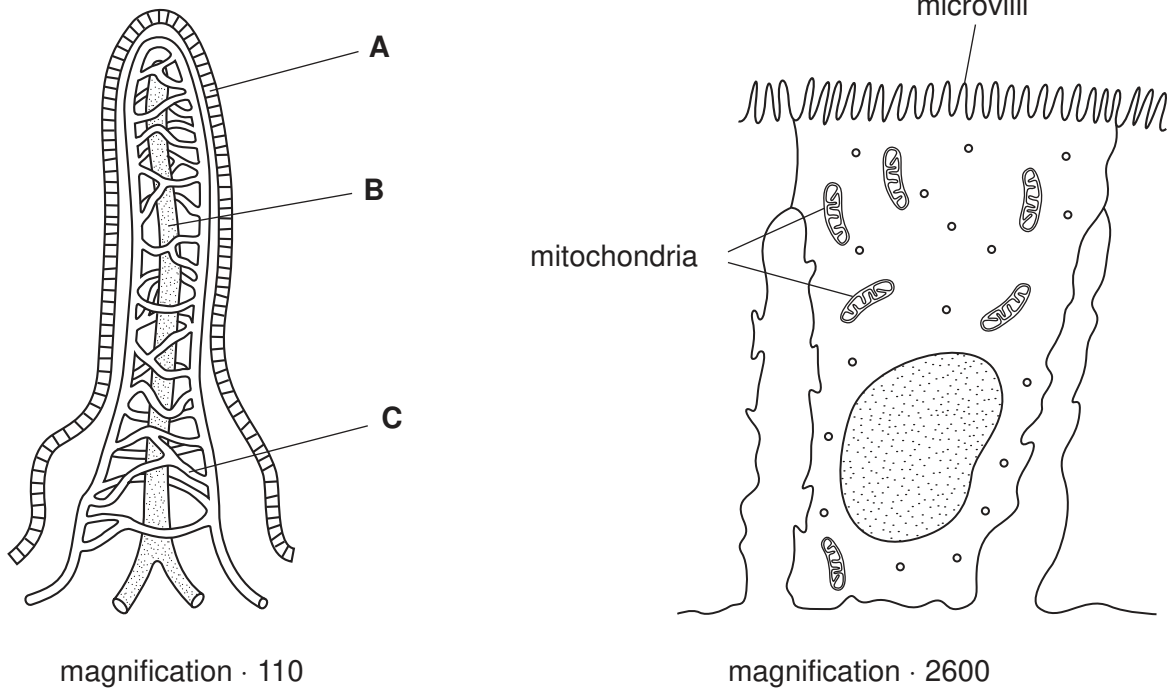 microvilli
A
B
mitochondria
C
magnification · 110
magnification · 2600